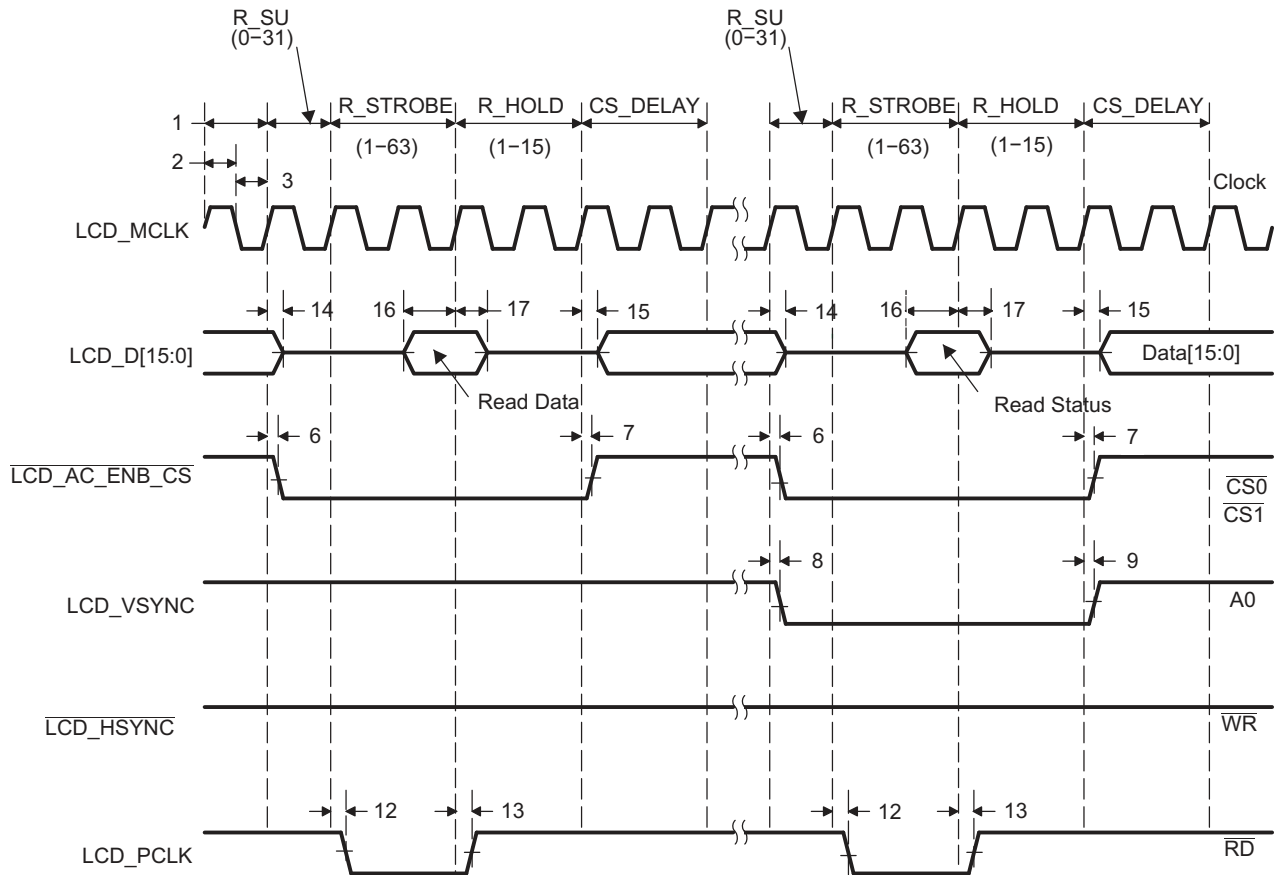 R_SU
(0−31)
R_SU
(0−31)
R_STROBE R_HOLD CS_DELAY R_STROBE R_HOLD CS_DELAY
1
(1−63) (1−15) (1−63) (1−15)
2
3
Clock
LCD_MCLK
14 16 17 15 14 16 17 15
LCD_D[15:0] Data[15:0]
Read Data Read Status
6 7 6 7
LCD_AC_ENB_CS CS0
CS1
8 9
LCD_VSYNC A0
LCD_HSYNC WR
12 13 12 13
LCD_PCLK RD